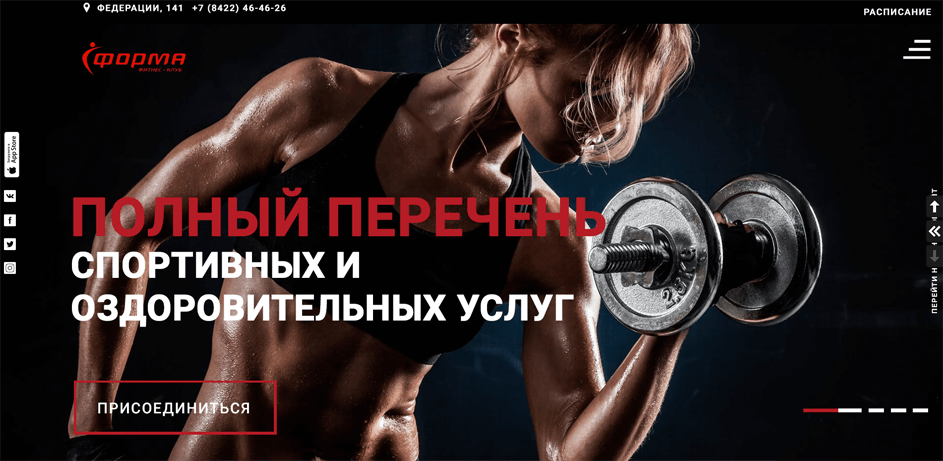 ФЕДЕРАЦИИ, 141 +7 (8422) 46-46-26
РАСПИСАНИЕ
ФОРМА
ФИТНЕС - КЛУБ
App Store
ПОЛНЫЙ ПЕРЕЧЕНЬ
СПОРТИВНЫХ И
ОЗДОРОВИТЕЛЬНЫХ УСЛУГ
ПРИСОЕДИНИТЬСЯ
ПЕРЕЙТИ Н